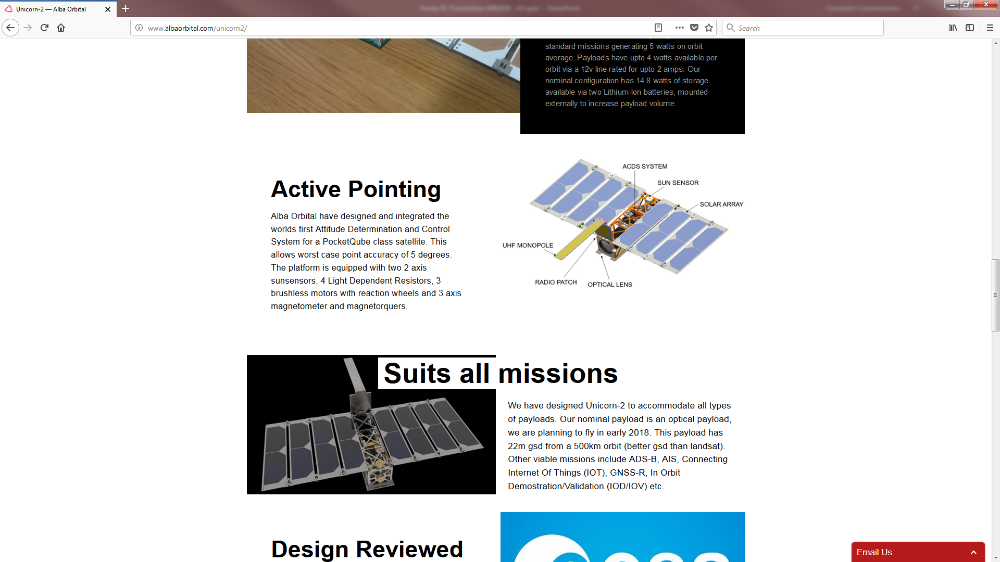 Unicorn-2 — Alba Orbital
www.albaorbital.com/unicorn2/
Search
standard missions generating 5 watts on orbit
average. Payloads have upto 4 watts available per
orbit via a 12v line rated for upto 2 amps. Our
nominal configuration has 14.8 watts of storage
available via two Lithium-Ion batteries, mounted
externally to increase payload volume.
Active Pointing
Alba Orbital have designed and integrated the
worlds first Attitude Determination and Control
System for a PocketQube class satellite. This
allows worst case point accuracy of 5 degrees.
The platform is equipped with two 2 axis
sunsensors, 4 Light Dependent Resistors, 3
brushless motors with reaction wheels and 3 axis
magnetometer and magnetorquers.
ACDS SYSTEM
SUN SENSOR
SOLAR ARRAY
UHF MONOPOLE
RADIO PATCH
OPTICAL LENS
Suits all missions
We have designed Unicorn-2 to accommodate all types
of payloads. Our nominal payload is an optical payload,
we are planning to fly in early 2018. This payload has
22m gsd from a 500km orbit (better gsd than landsat).
Other viable missions include ADS-B, AIS, Connecting
Internet Of Things (IOT), GNSS-R, In Orbit
Demostration/Validation (IOD/IOV) etc.
Design Reviewed
Email Us